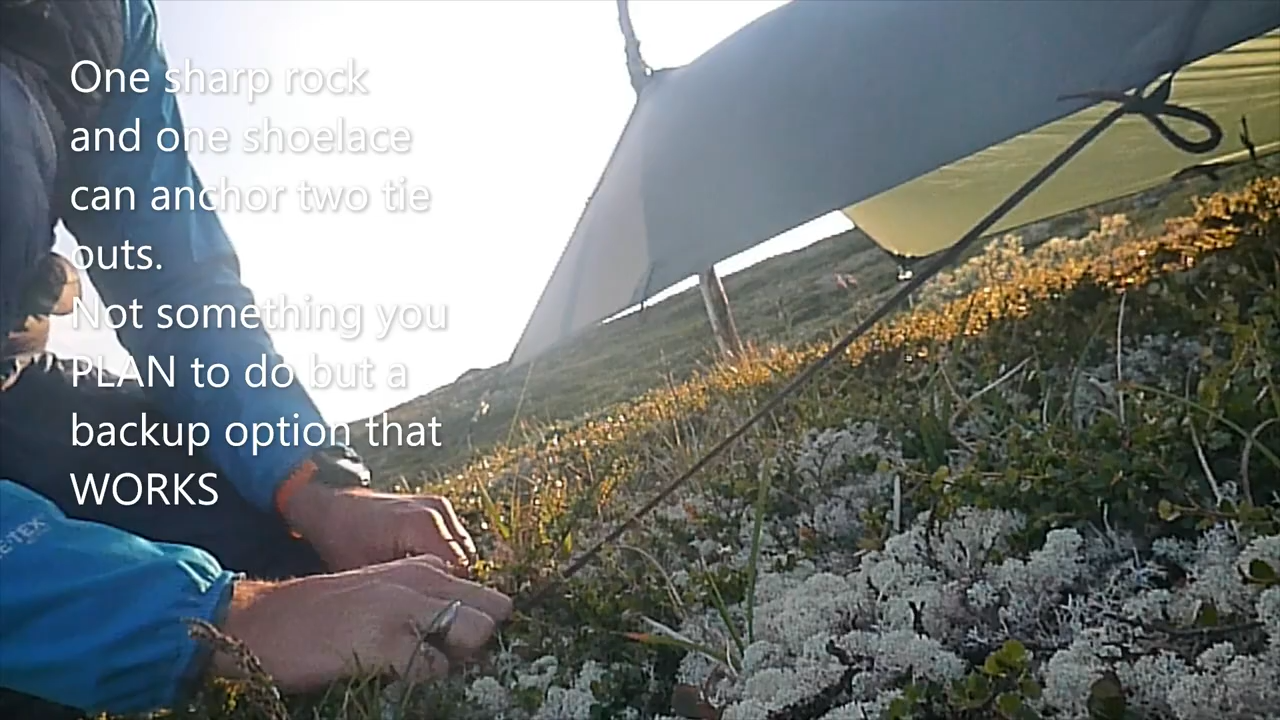 One sharp rock
and one shoelace
can anchor two tie
outs.
Not something you
PLAN to do but a
backup option that
WORKS